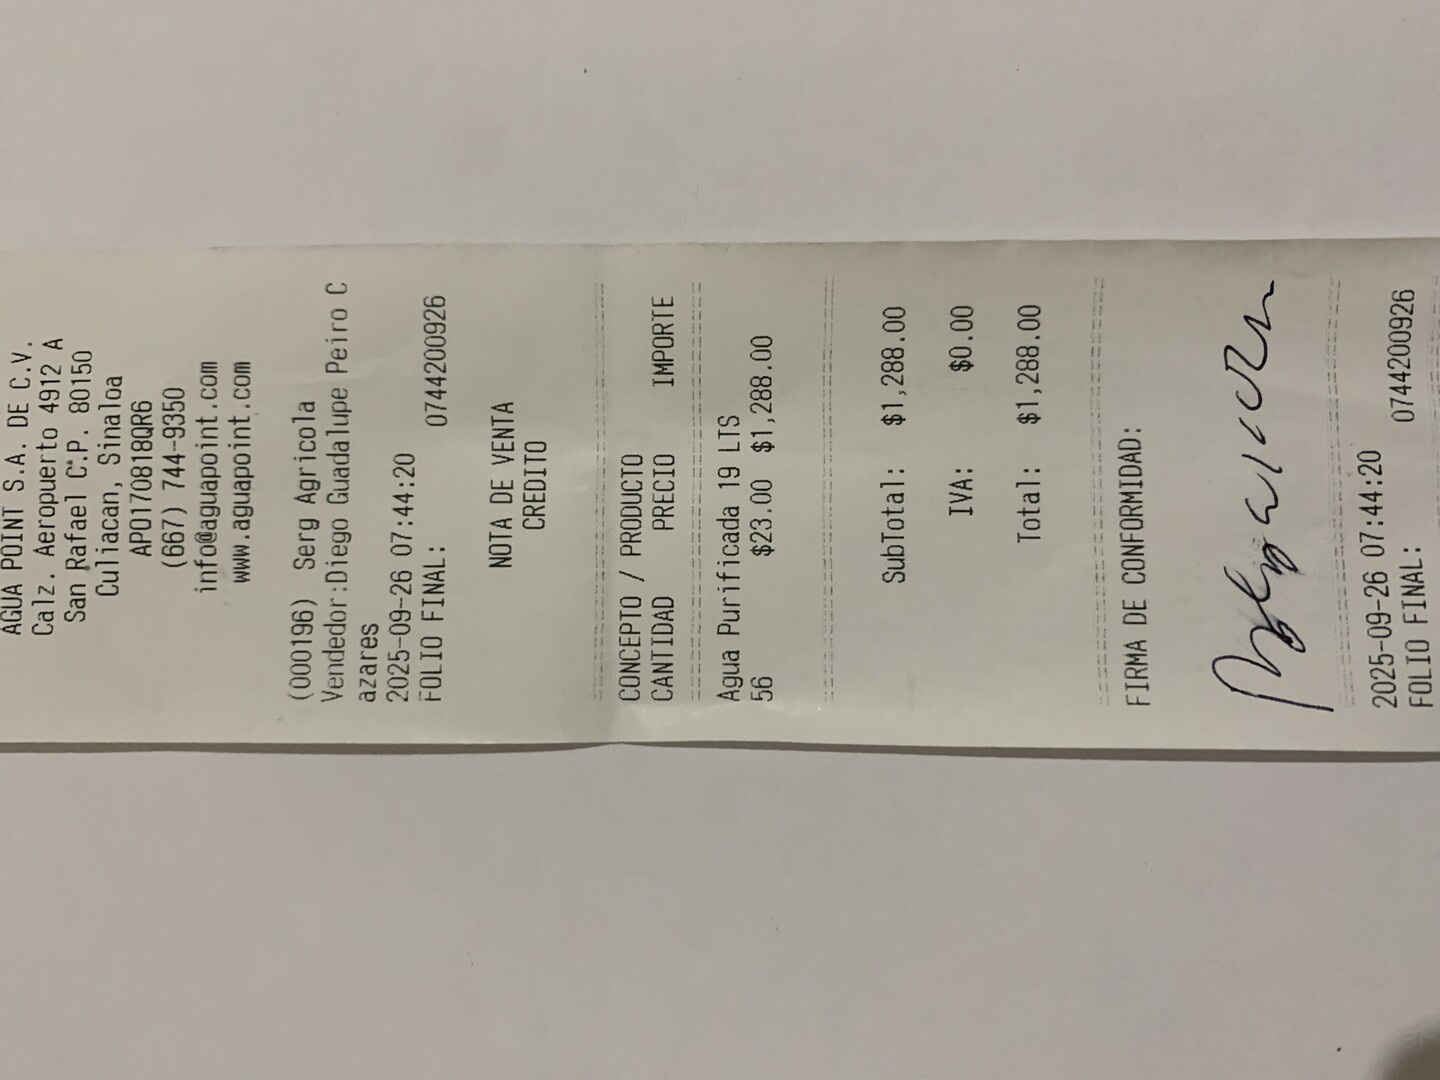 AGUA POINT S.A. DE C.V.
Calz. Aeropuerto 4912 A
San Rafael C.P. 80150
Culiacan, Sinaloa
APO170818QR6
(667) 744-9350
info@aguapoint.com
www.aguapoint.com
(000196) Serg Agricola
Vendedor:Diego Guadalupe Peiro C
azares
2025-09-26 07:44:20
FOLIO FINAL: 0744200926
NOTA DE VENTA
CREDITO
CONCEPTO / PRODUCTO
CANTIDAD PRECIO IMPORTE
Agua Purificada 19 LTS
56 $23.00 $1,288.00
SubTotal: $1,288.00
IVA: $0.00
Total: $1,288.00
FIRMA DE CONFORMIDAD:
2025-09-26 07:44:20
FOLIO FINAL: 0744200926